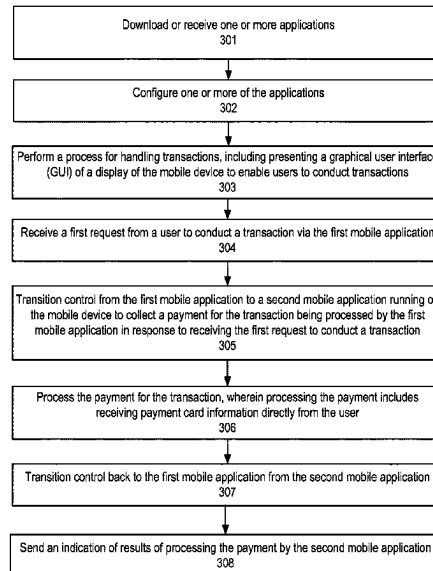 Download or receive one or more applications
301
Configure one or more of the applications
302
Perform a process for handling transactions, including presenting a graphical user interface
(GUI) of a display of the mobile device to enable users to conduct transactions
303
Receive a first request from a user to conduct a transaction via the first mobile application
304
Transition control from the first mobile application to a second mobile application running o
the mobile device to collect a payment for the transaction being processed by the first
mobile application in response to receiving the first request to conduct a transaction
305
Process the payment for the transaction, wherein processing the payment includes
receiving payment card information directly from the user
306
Transition control back to the first mobile application from the second mobile application
307
Send an indication of results of processing the payment by the second mobile application
308